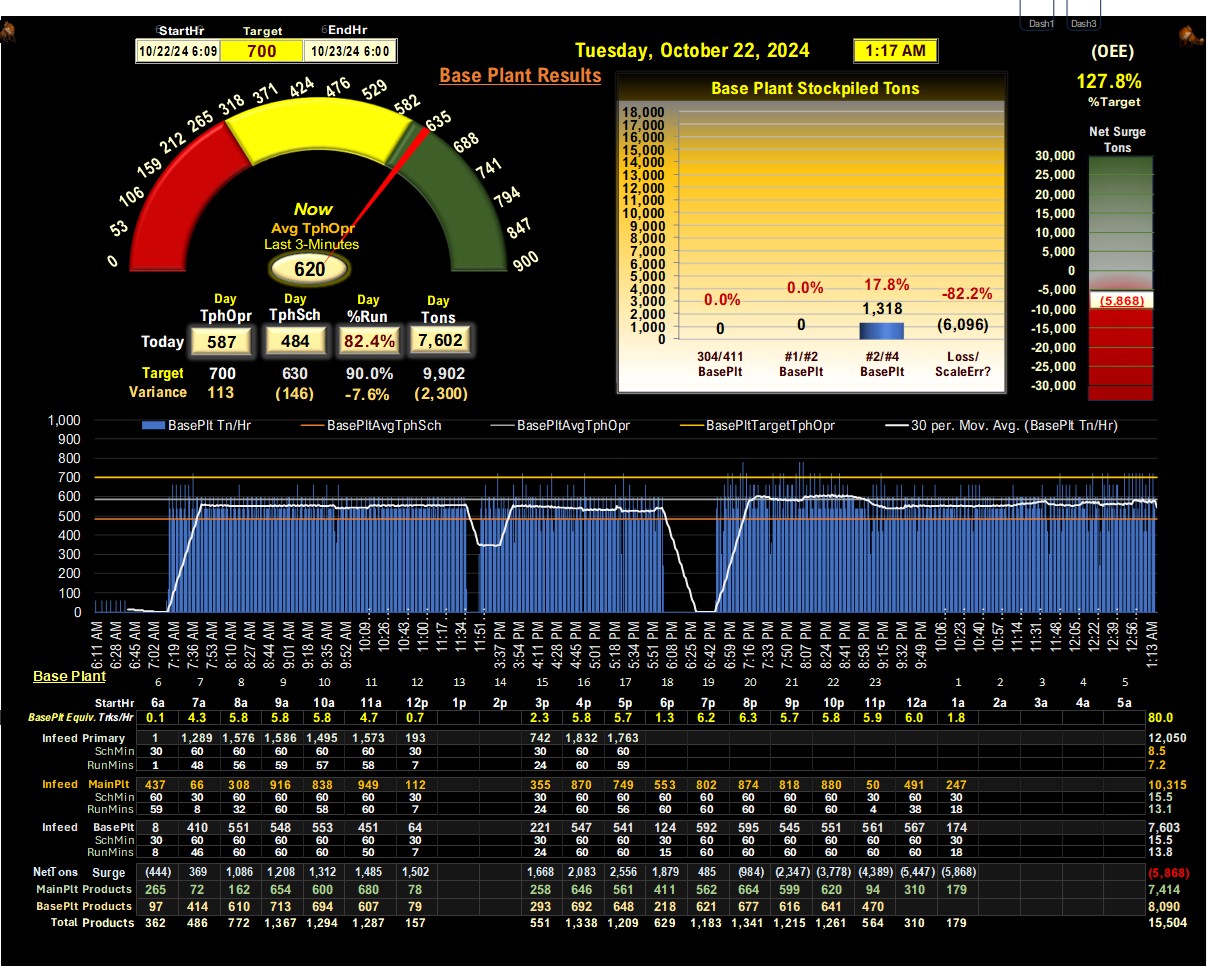 Dash1 Dash3
StartHr Target EndHr
10/22/24 6:09 700 10/23/24 6:00
Tuesday, October 22, 2024 1:17 AM
Base Plant Results
(OEE)
127.8%
%Target
Net Surge
Tons
30,000
25,000
20,000
15,000
10,000
5,000
0
-5,000
(5,868)
-10,000
-15,000
-20,000
-25,000
-30,000
0 53 106 159 212 265 318 371 424 476 529 582 635 688 741 794 847 900
Now
Avg TphOpr
Last 3-Minutes
620
Base Plant Stockpiled Tons
18,000
17,000
16,000
15,000
14,000
13,000
12,000
11,000
10,000
9,000
8,000
7,000
6,000
5,000
4,000
3,000
2,000
1,000
0
0.0% 0.0% 17.8% -82.2%
0 0 1,318 (6,096)
304/411 #1/#2 #2/#4 Loss/
BasePlt BasePlt BasePlt ScaleErr?
Day Day Day Day
TphOpr TphSch %Run Tons
Today 587 484 82.4% 7,602
Target 700 630 90.0% 9,902
Variance 113 (146) -7.6% (2,300)
BasePlt Tn/Hr BasePltAvgTphSch BasePltAvgTphOpr BasePltTargetTphOpr 30 per. Mov. Avg. (BasePlt Tn/Hr)
1,000
900
800
700
600
500
400
300
200
100
0
6:11 AM 6:28 AM 6:45 AM 7:02 AM 7:19 AM 7:36 AM 7:53 AM 8:10 AM 8:27 AM 8:44 AM 9:01 AM 9:18 AM 9:35 AM 9:52 AM 10:09… 10:26… 10:43… 11:00… 11:17… 11:34… 11:51… 3:37 PM 3:54 PM 4:11 PM 4:28 PM 4:45 PM 5:01 PM 5:34 PM 5:51 PM 6:08 PM 6:25 PM 6:42 PM 6:59 PM 7:16 PM 7:33 PM 7:50 PM 8:07 PM 8:24 PM 8:41 PM 8:58 PM 9:15 PM 9:32 PM 9:49 PM 10:06… 10:23… 10:40… 10:57… 11:14… 11:31… 11:48… 12:05… 12:22… 12:39… 12:56… 1:13 AM
Base Plant
6 7 8 9 10 11 12 13 14 15 16 17 18 19 20 21 22 23 1 2 3 4 5
StartHr 6a 7a 8a 9a 10a 11a 12p 1p 2p 3p 4p 5p 6p 7p 8p 9p 10p 11p 12a 1a 2a 3a 4a 5a
BasePlt Equiv. Trks/Hr 0.1 4.3 5.8 5.8 5.8 4.7 0.7 2.3 5.8 5.7 1.3 6.2 6.3 5.7 5.8 5.9 6.0 1.8 80.0
Infeed Primary 1 1,289 1,576 1,586 1,495 1,573 193 742 1,832 1,763 12,050
SchMin 30 60 60 60 60 60 30 30 60 60 8.5
RunMins 1 48 56 59 57 58 7 24 60 59 7.2
Infeed MainPlt 437 66 308 916 838 949 112 355 870 749 553 802 874 818 880 50 491 247 10,315
SchMin 60 30 60 60 60 60 30 30 60 60 60 60 60 60 60 30 60 30 15.5
RunMins 59 8 32 60 58 60 7 24 60 56 60 60 60 60 60 4 38 18 13.1
Infeed BasePlt 8 410 551 548 553 451 64 221 547 541 124 592 595 545 551 561 567 174 7,603
SchMin 30 60 60 60 60 60 30 30 60 60 30 60 60 60 60 60 60 30 15.5
RunMins 8 46 60 60 60 50 7 24 60 60 15 60 60 60 60 60 60 18 13.8
NetTons Surge (444) 369 1,086 1,208 1,312 1,485 1,502 1,668 2,083 2,556 1,879 485 (984) (2,347) (3,778) (4,389) (5,447) (5,868) (5,868)
MainPlt Products 265 72 162 654 600 680 78 258 646 561 411 562 664 599 620 94 310 179 7,414
BasePlt Products 97 414 610 713 694 607 79 293 692 648 218 621 677 616 641 470 8,090
Total Products 362 486 772 1,367 1,294 1,287 157 551 1,338 1,209 629 1,183 1,341 1,215 1,261 564 310 179 15,504